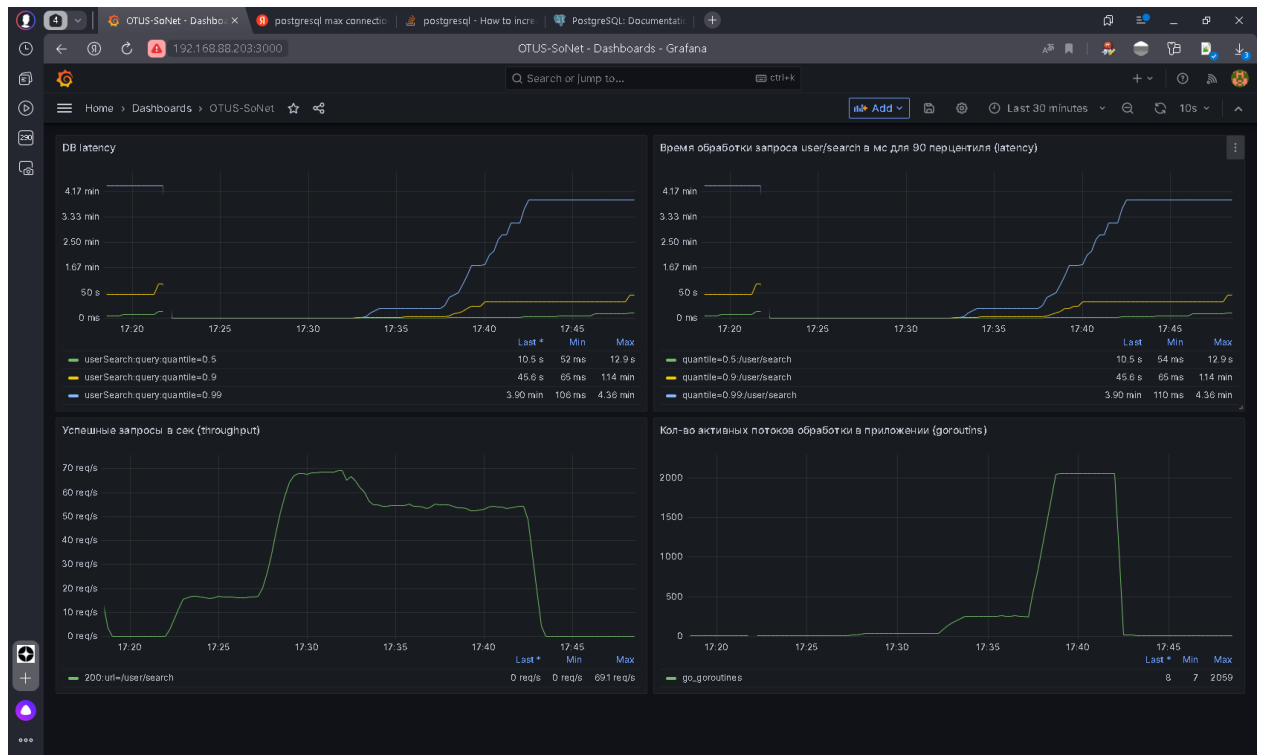 4
OTUS-SoNet - Dashboa
postgresql max connectio
postgresql - How to incre
PostgreSQL: Documentatic
192.168.88.203:3000
OTUS-SoNet - Dashboards - Grafana
Search or jump to...
ctrl+k
Home › Dashboards › OTUS-SoNet
Add
Last 30 minutes
10s
290
DB latency
4.17 min
3.33 min
2.50 min
1.67 min
50 s
0 ms
17:20 17:25 17:30 17:35 17:40 17:45
Last * Min Max
userSearch:query:quantile=0.5 10.5 s 52 ms 12.9 s
userSearch:query:quantile=0.9 45.6 s 65 ms 1.14 min
userSearch:query:quantile=0.99 3.90 min 106 ms 4.36 min
Время обработки запроса user/search в мс для 90 перцентиля (latency)
4.17 min
3.33 min
2.50 min
1.67 min
50 s
0 ms
17:20 17:25 17:30 17:35 17:40 17:45
Last Min Max
quantile=0.5:/user/search 10.5 s 54 ms 12.9 s
quantile=0.9:/user/search 45.6 s 65 ms 1.14 min
quantile=0.99:/user/search 3.90 min 110 ms 4.36 min
Успешные запросы в сек (throughput)
70 req/s
60 req/s
50 req/s
40 req/s
30 req/s
20 req/s
10 req/s
0 req/s
17:20 17:25 17:30 17:35 17:40 17:45
Last * Min Max
200:url=/user/search 0 req/s 0 req/s 69.1 req/s
Кол-во активных потоков обработки в приложении (goroutins)
2000
1500
1000
500
0
17:20 17:25 17:30 17:35 17:40 17:45
Last * Min Max
go_goroutines 8 7 2059